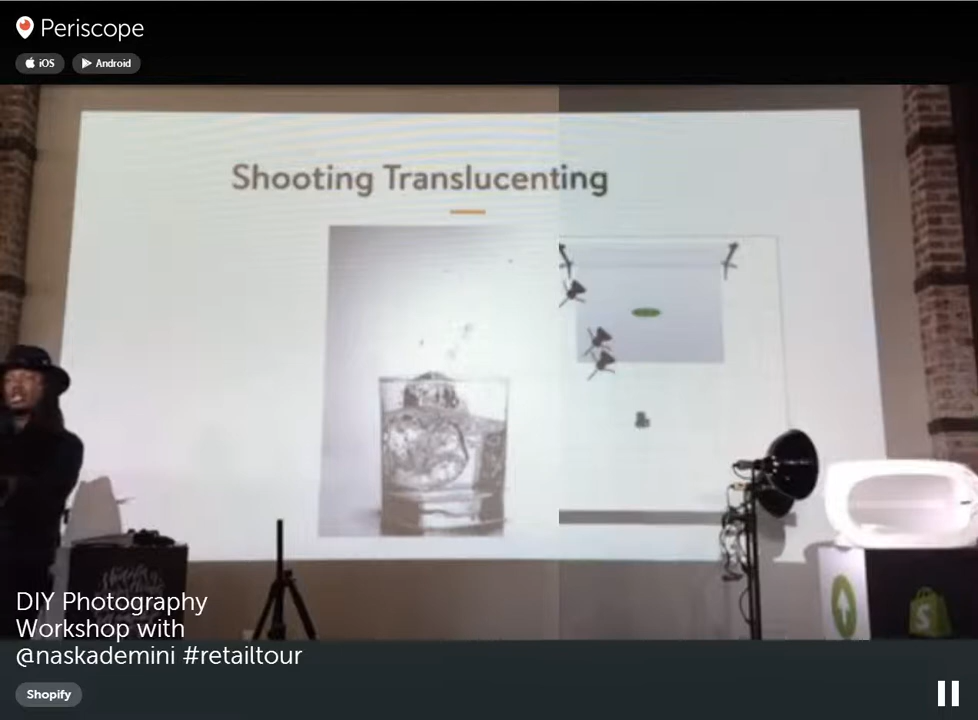 Periscope
iOS
Android
Shooting Translucenting
DIY Photography
Workshop with
@naskademini #retailtour
Shopify